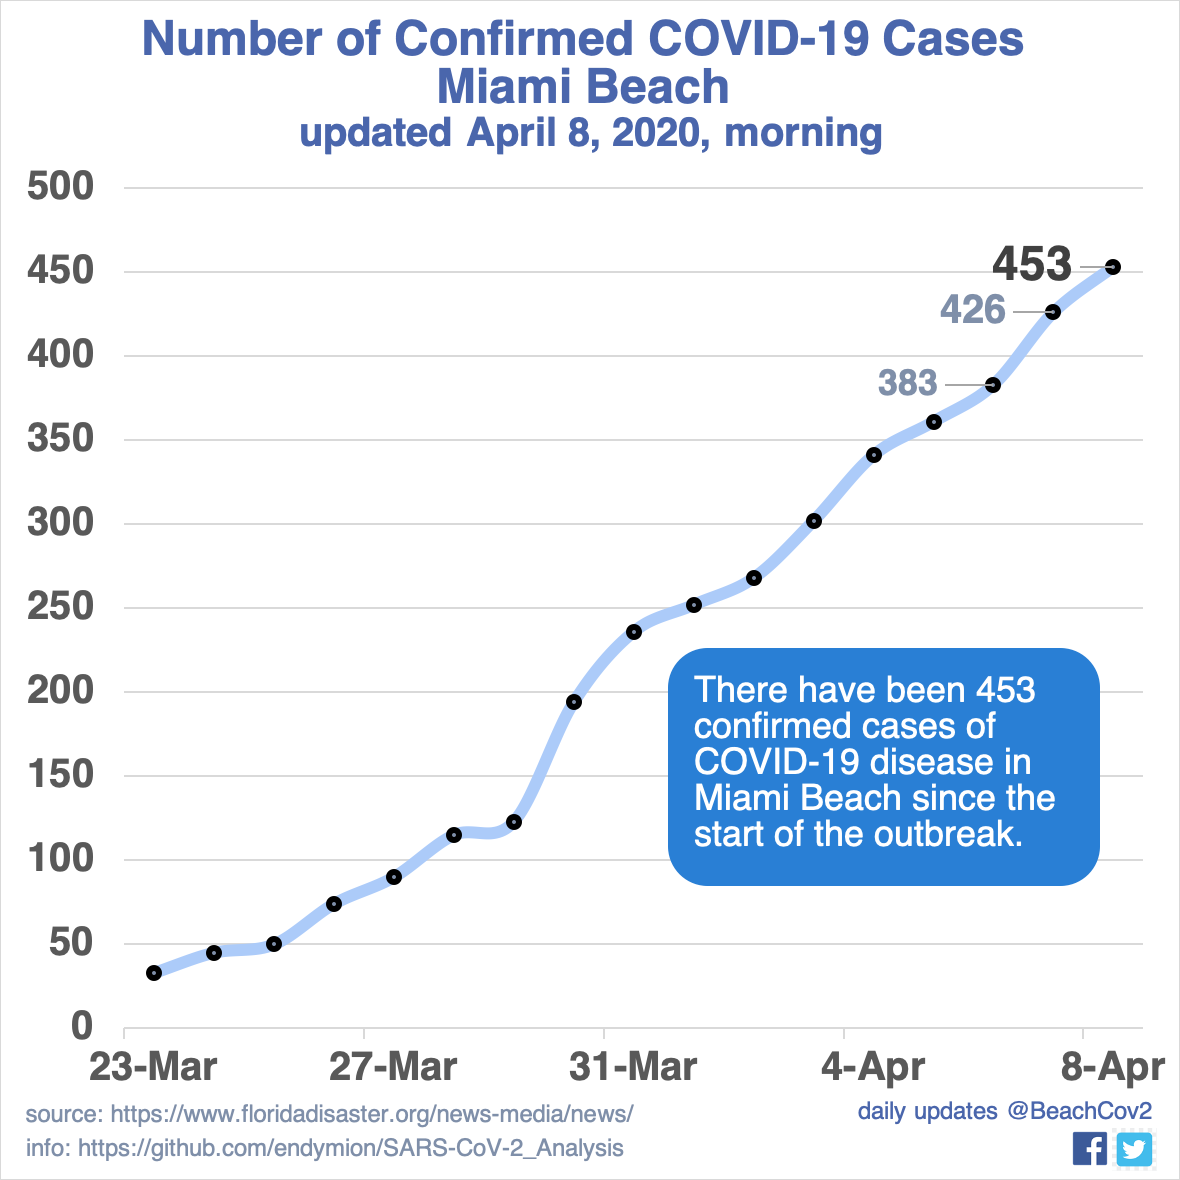 Number of Confirmed COVID-19 Cases
Miami Beach
updated April 8, 2020, morning
500
450
400
350
300
250
200
150
100
50
0
453
426
383
There have been 453
confirmed cases of
COVID-19 disease in
Miami Beach since the
start of the outbreak.
23-Mar
27-Mar
31-Mar
4-Apr
8-Apr
source: https://www.floridadisaster.org/news-media/news/
daily updates @BeachCov2
info: https://github.com/endymion/SARS-CoV-2_Analysis